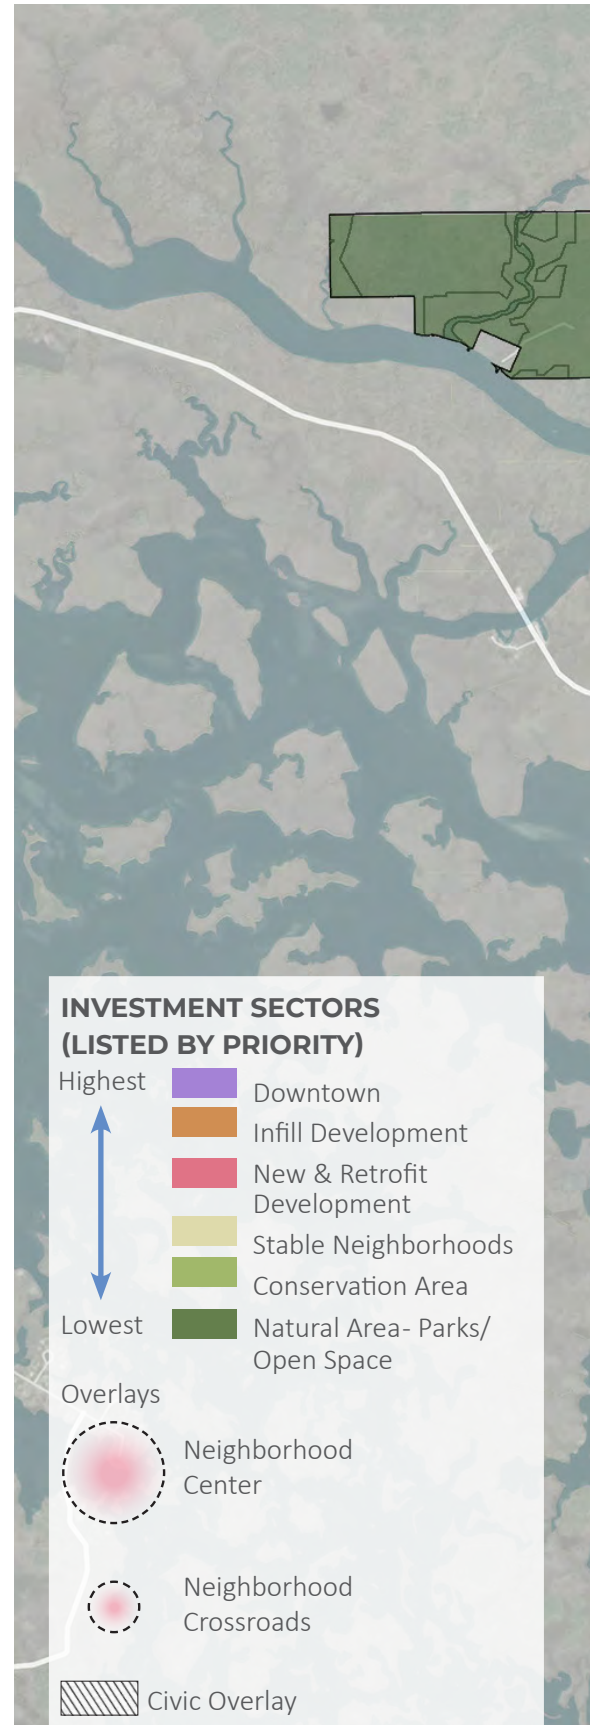 INVESTMENT SECTORS
(LISTED BY PRIORITY)
Highest
Downtown
Infill Development
New & Retrofit
Development
Stable Neighborhoods
Conservation Area
Lowest
Natural Area- Parks/
Open Space
Overlays
Neighborhood
Center
Neighborhood
Crossroads
Civic Overlay